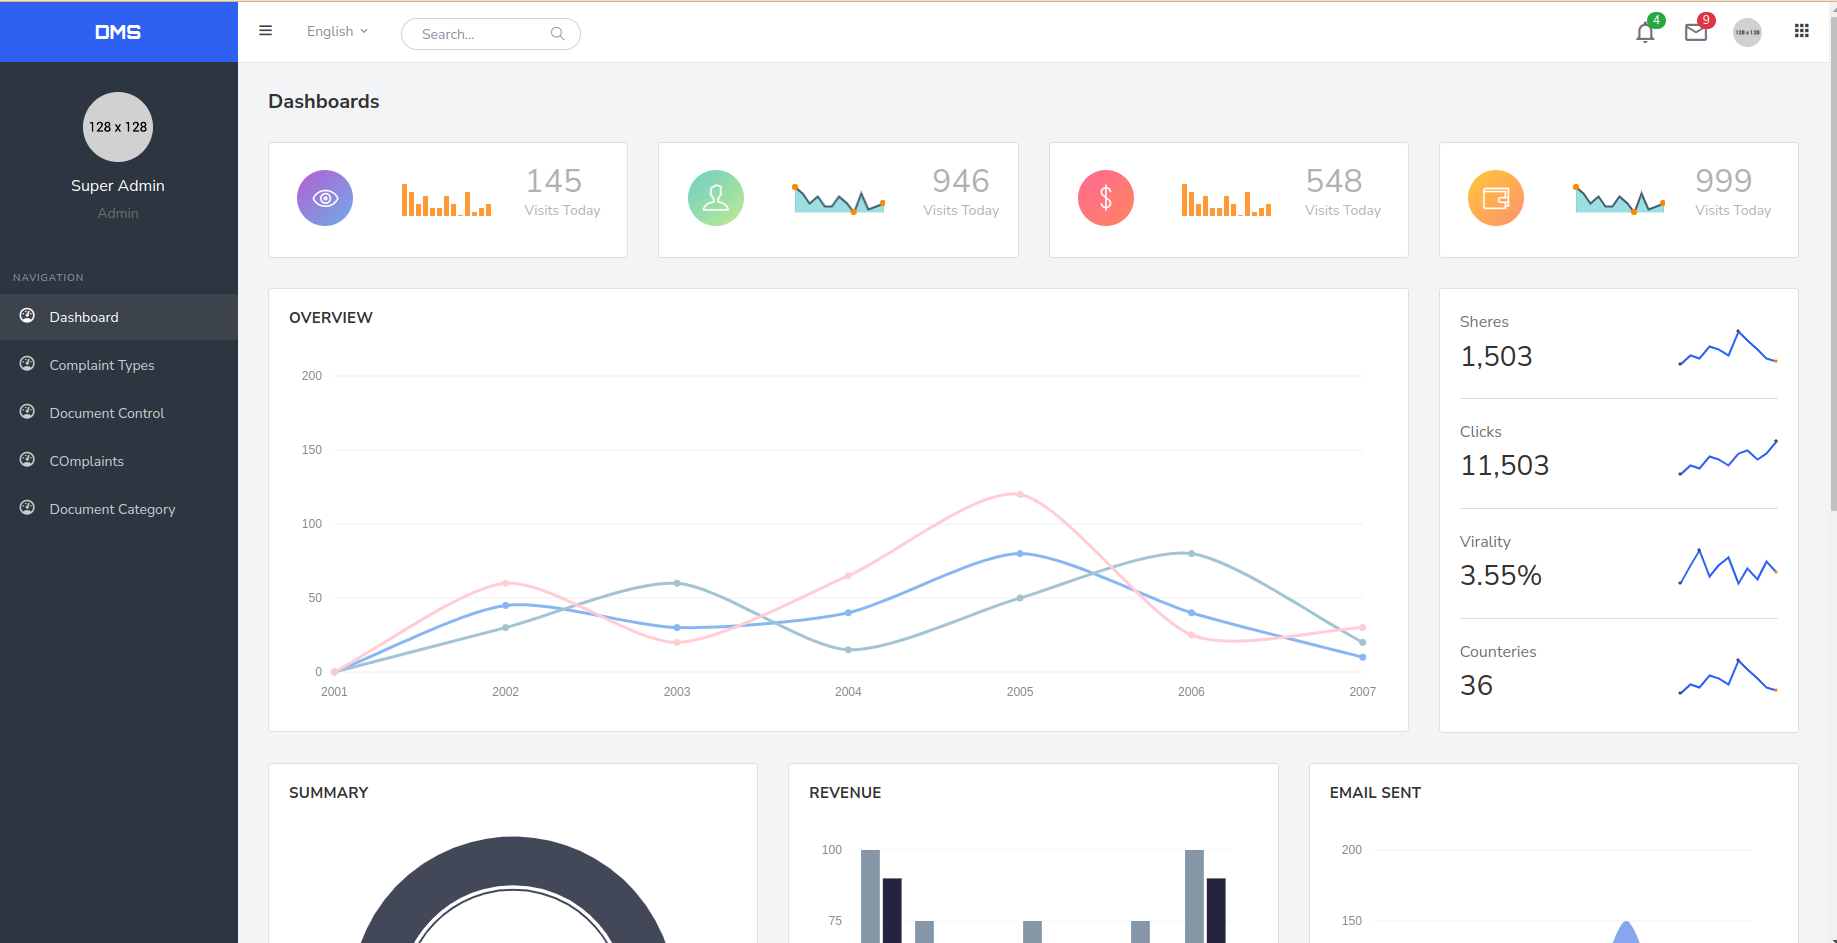 DMS
English
Search...
4
9
128 x 128
128 x 128
Super Admin
Admin
NAVIGATION
Dashboard
Complaint Types
Document Control
COmplaints
Document Category
Dashboards
145
Visits Today
946
Visits Today
548
Visits Today
999
Visits Today
OVERVIEW
200
150
100
50
0
2001 2002 2003 2004 2005 2006 2007
Sheres
1,503
Clicks
11,503
Virality
3.55%
Counteries
36
SUMMARY
REVENUE
100
75
EMAIL SENT
200
150